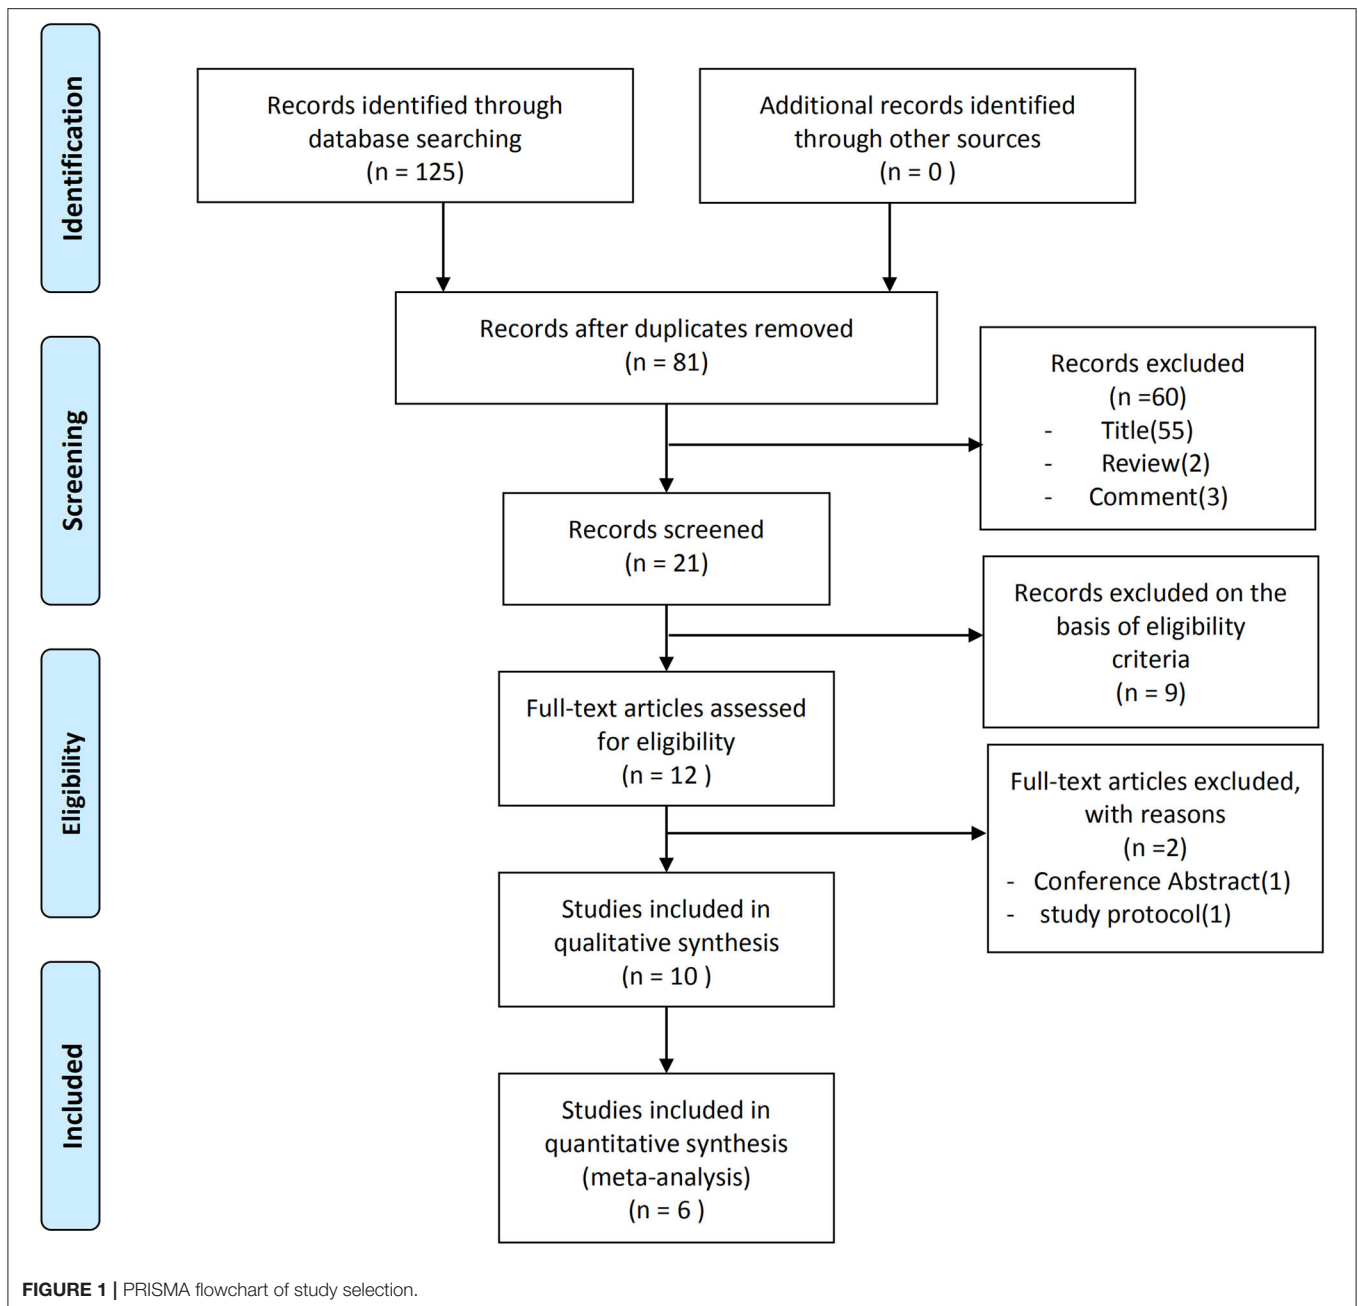 Identification
Records identified through
database searching
(n = 125)
Additional records identified
through other sources
(n = 0 )
Records after duplicates removed
(n = 81)
Screening
Records excluded
(n =60)
- Title(55)
- Review(2)
- Comment(3)
Records screened
(n = 21)
Records excluded on the
basis of eligibility
criteria
(n = 9)
Eligibility
Full-text articles assessed
for eligibility
(n = 12 )
Full-text articles excluded,
with reasons
(n =2)
- Conference Abstract(1)
- study protocol(1)
Studies included in
qualitative synthesis
(n = 10 )
Included
Studies included in
quantitative synthesis
(meta-analysis)
(n = 6 )
FIGURE 1 | PRISMA flowchart of study selection.